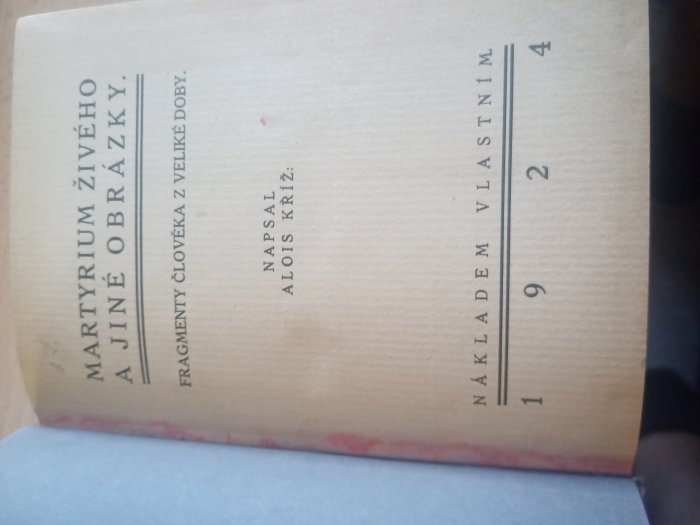 MARTYRIUM ŽIVÉHO
A JINÉ OBRÁZKY.
FRAGMENTY ČLOVĚKA Z VELIKÉ DOBY.
NAPSAL
ALOIS KŘÍŽ:
NÁKLADEM VLASTNÍM.
1 9 2 4